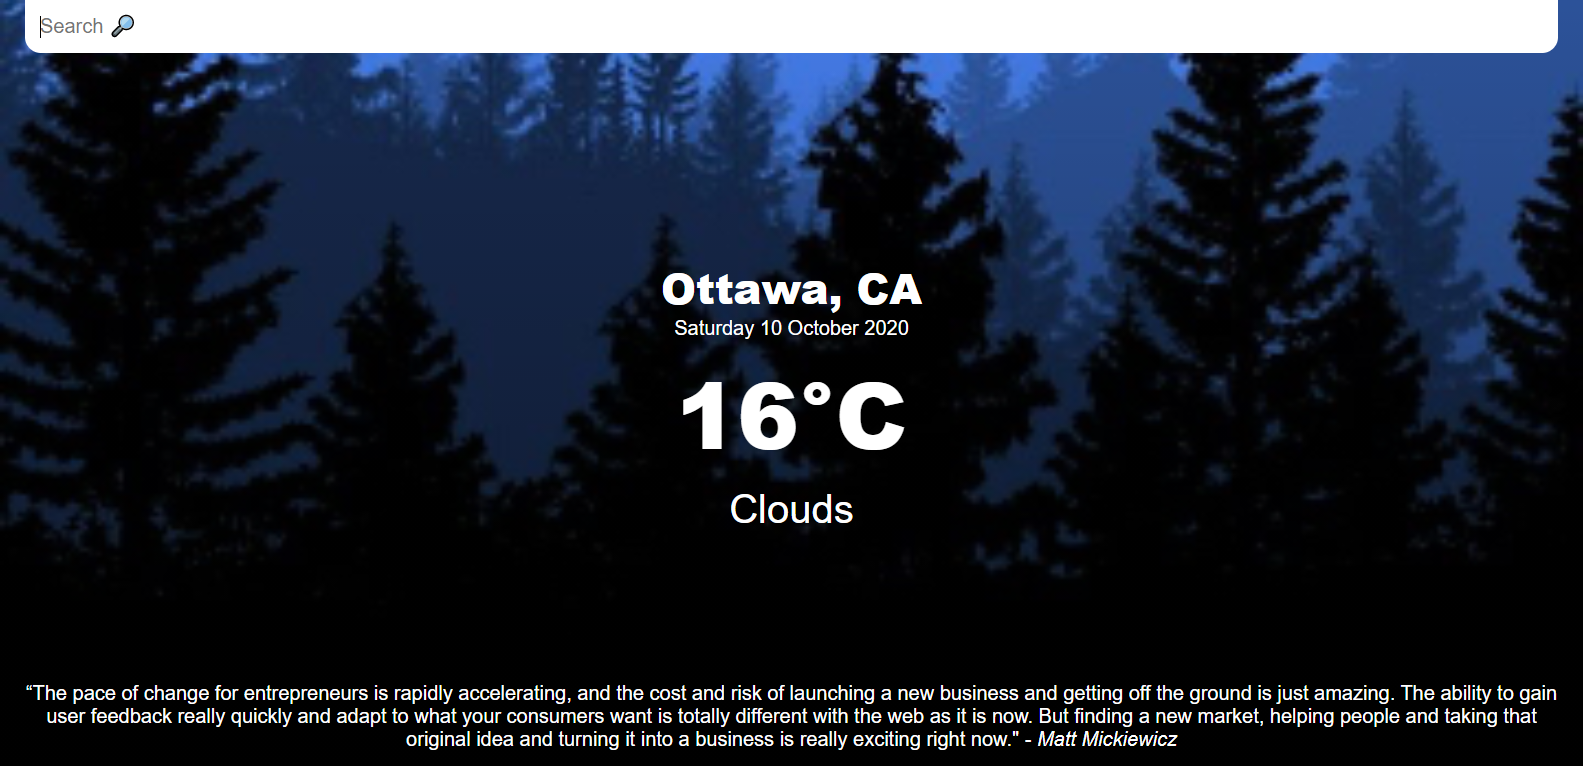 Search 🔎
Ottawa, CA
Saturday 10 October 2020
16°C
Clouds
“The pace of change for entrepreneurs is rapidly accelerating, and the cost and risk of launching a new business and getting off the ground is just amazing. The ability to gain
user feedback really quickly and adapt to what your consumers want is totally different with the web as it is now. But finding a new market, helping people and taking that
original idea and turning it into a business is really exciting right now." - Matt Mickiewicz